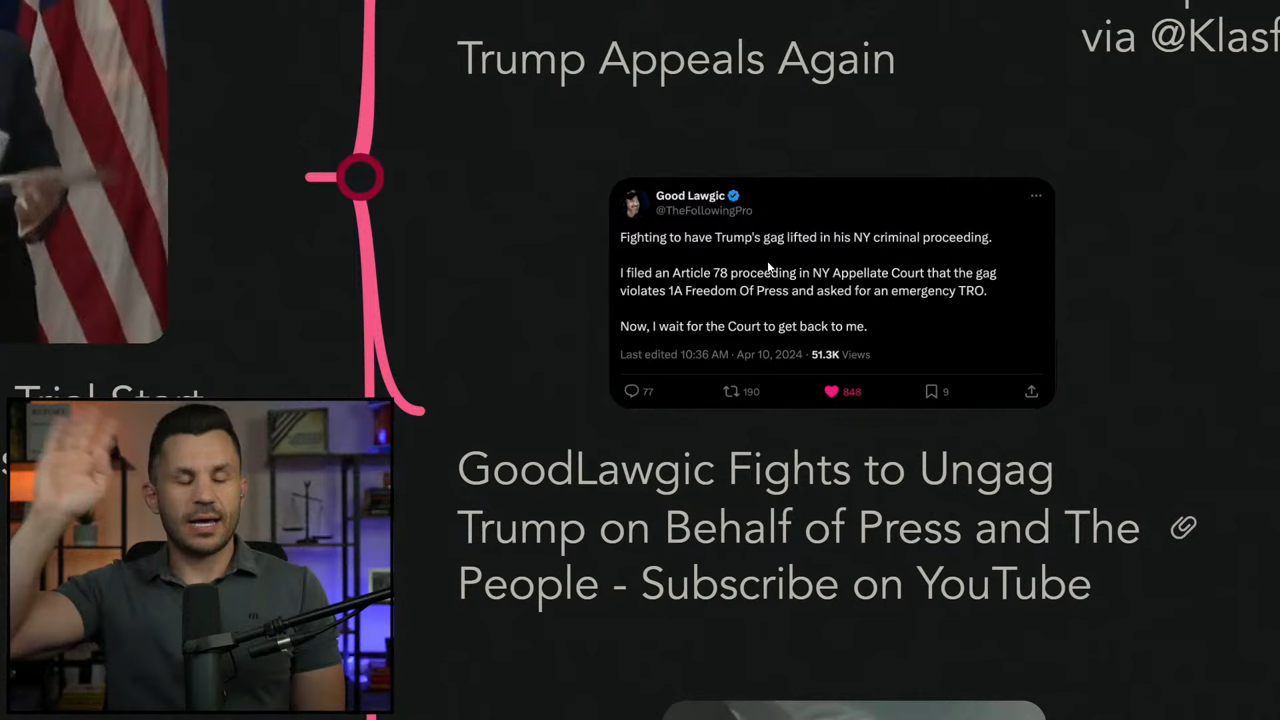 via @Klasf
Trump Appeals Again
Good Lawgic
@TheFollowingPro
Fighting to have Trump's gag lifted in his NY criminal proceeding.
I filed an Article 78 proceeding in NY Appellate Court that the gag
violates 1A Freedom Of Press and asked for an emergency TRO.
Now, I wait for the Court to get back to me.
Last edited 10:36 AM · Apr 10, 2024 · 51.3K Views
77 190 848 9
Trial Start
GoodLawgic Fights to Ungag
Trump on Behalf of Press and The
People - Subscribe on YouTube